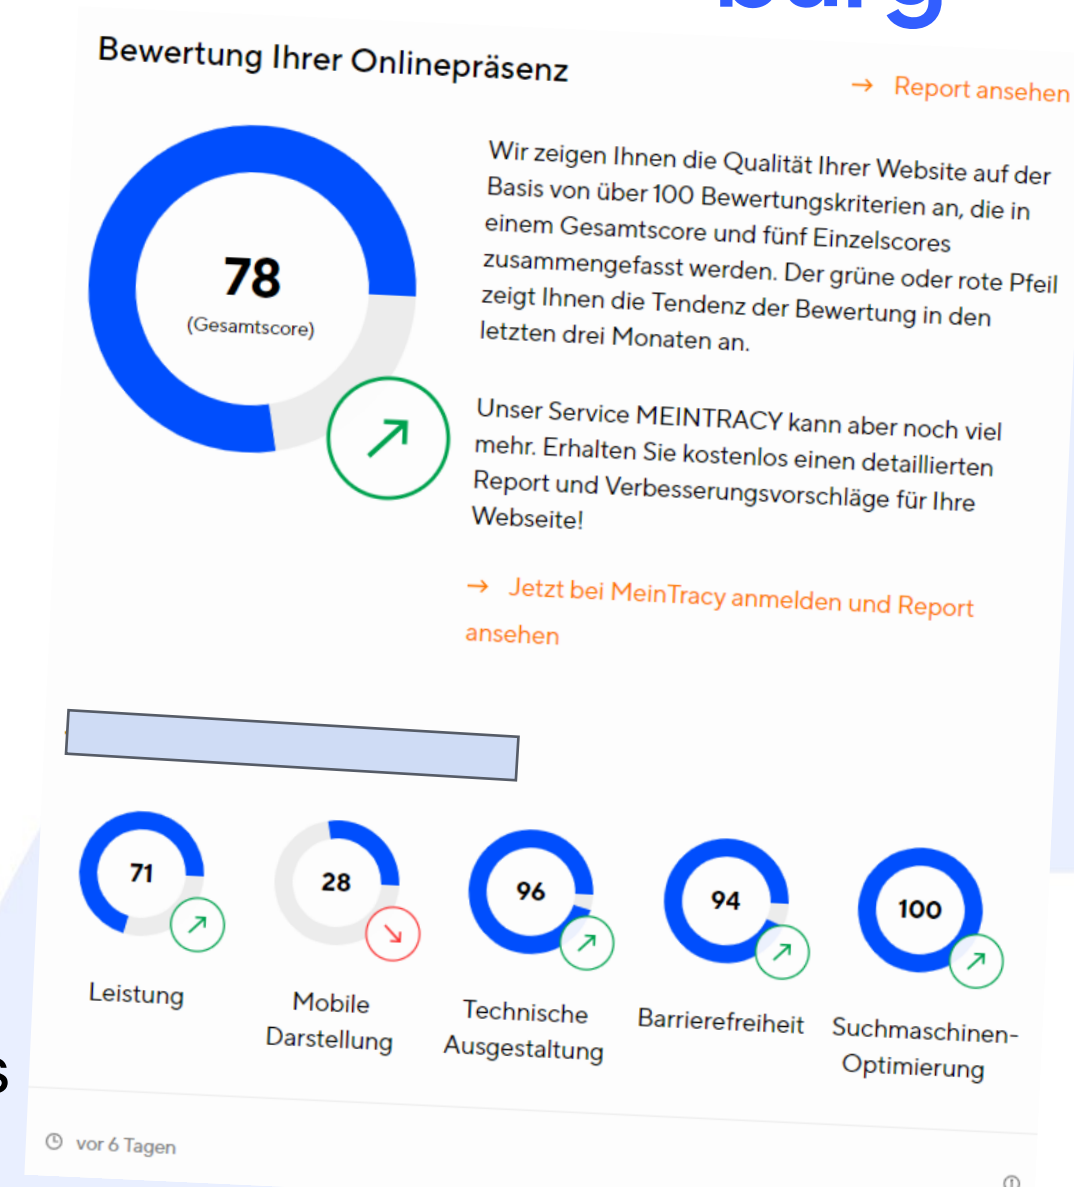 burg
Bewertung Ihrer Onlinepräsenz
→ Report ansehen
78
(Gesamtscore)
Wir zeigen Ihnen die Qualität Ihrer Website auf der
Basis von über 100 Bewertungskriterien an, die in
einem Gesamtscore und fünf Einzelscores
zusammengefasst werden. Der grüne oder rote Pfeil
zeigt Ihnen die Tendenz der Bewertung in den
letzten drei Monaten an.
Unser Service MEINTRACY kann aber noch viel
mehr. Erhalten Sie kostenlos einen detaillierten
Report und Verbesserungsvorschläge für Ihre
Webseite!
→ Jetzt bei MeinTracy anmelden und Report
ansehen
71
28
96
94
100
Leistung
Mobile
Darstellung
Technische
Ausgestaltung
Barrierefreiheit
Suchmaschinen-
Optimierung
s
vor 6 Tagen